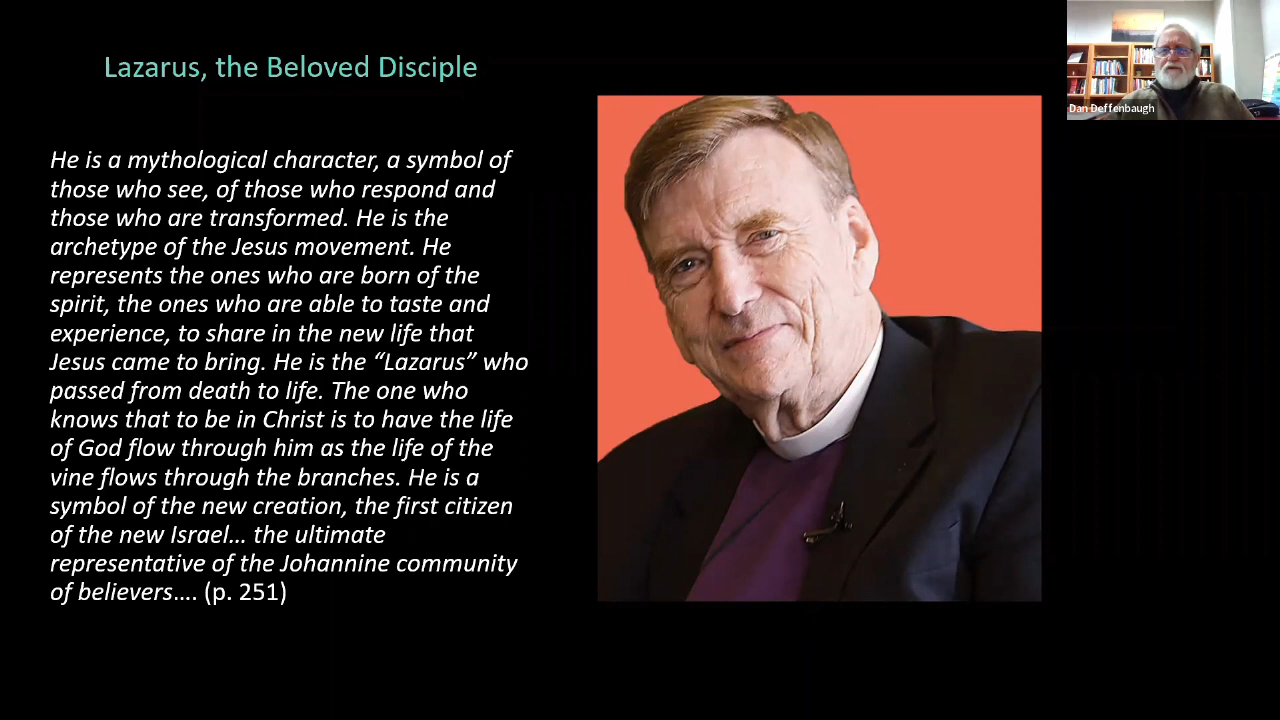 Lazarus, the Beloved Disciple
Dan Deffenbaugh
He is a mythological character, a symbol of
those who see, of those who respond and
those who are transformed. He is the
archetype of the Jesus movement. He
represents the ones who are born of the
spirit, the ones who are able to taste and
experience, to share in the new life that
Jesus came to bring. He is the “Lazarus” who
passed from death to life. The one who
knows that to be in Christ is to have the life
of God flow through him as the life of the
vine flows through the branches. He is a
symbol of the new creation, the first citizen
of the new Israel… the ultimate
representative of the Johannine community
of believers…. (p. 251)